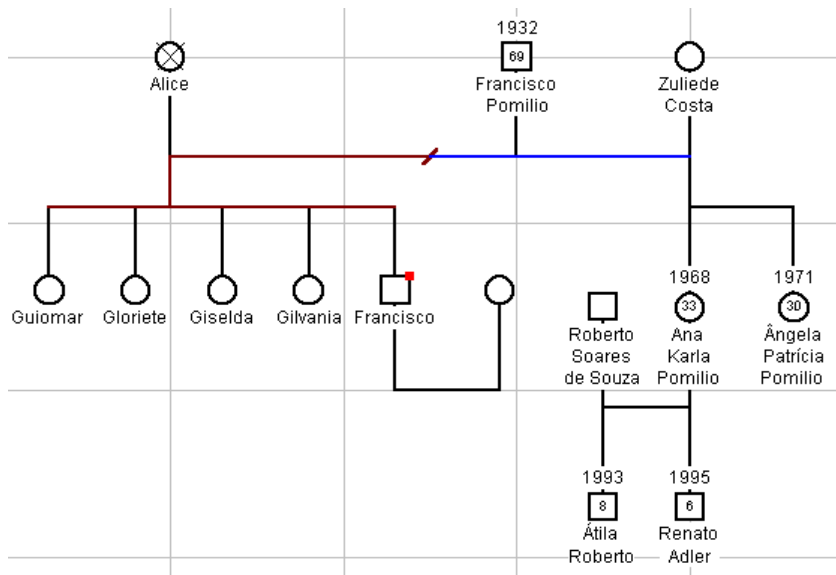 1932
69
Alice
Francisco
Pomilio
Zuliede
Costa
Guiomar
Gloriete
Giselda
Gilvania
Francisco
Roberto
Soares
de Souza
1968
33
Ana
Karla
Pomilio
1971
30
Ângela
Patrícia
Pomilio
1993
8
Átila
Roberto
1995
6
Renato
Adler